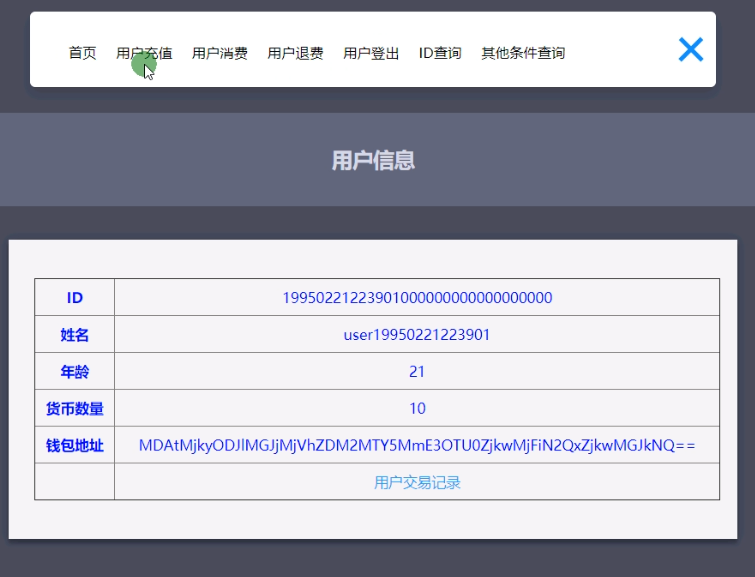 首页 用户充值 用户消费 用户退费 用户登出 ID查询 其他条件查询
用户信息
ID 199502212239010000000000000000
姓名 user19950221223901
年龄 21
货币数量 10
钱包地址 MDAtMjkyODJlMGJjMjVhZDM2MTY5MmE3OTU0ZjkwMjFiN2QxZjkwMGJkNQ==
用户交易记录